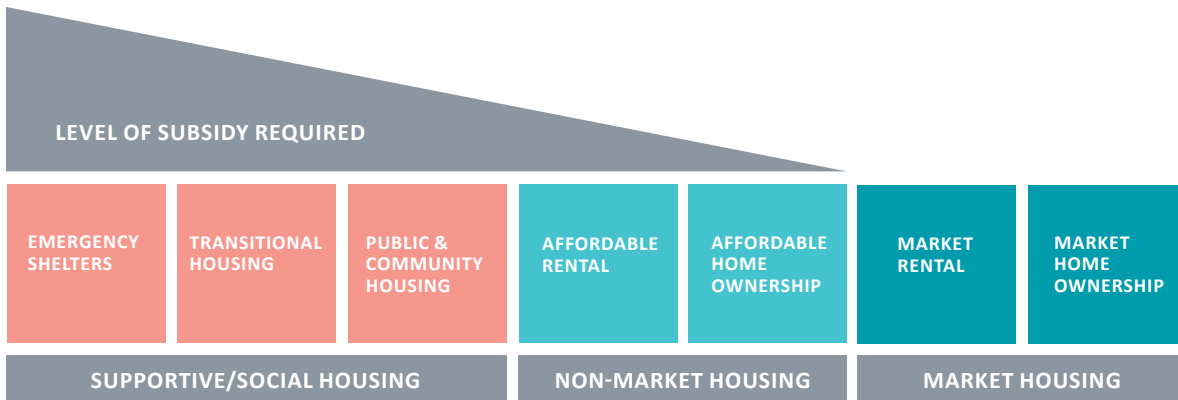 LEVEL OF SUBSIDY REQUIRED
EMERGENCY
SHELTERS
TRANSITIONAL
HOUSING
PUBLIC &
COMMUNITY
HOUSING
AFFORDABLE
RENTAL
AFFORDABLE
HOME
OWNERSHIP
MARKET
RENTAL
MARKET
HOME
OWNERSHIP
SUPPORTIVE/SOCIAL HOUSING
NON-MARKET HOUSING
MARKET HOUSING